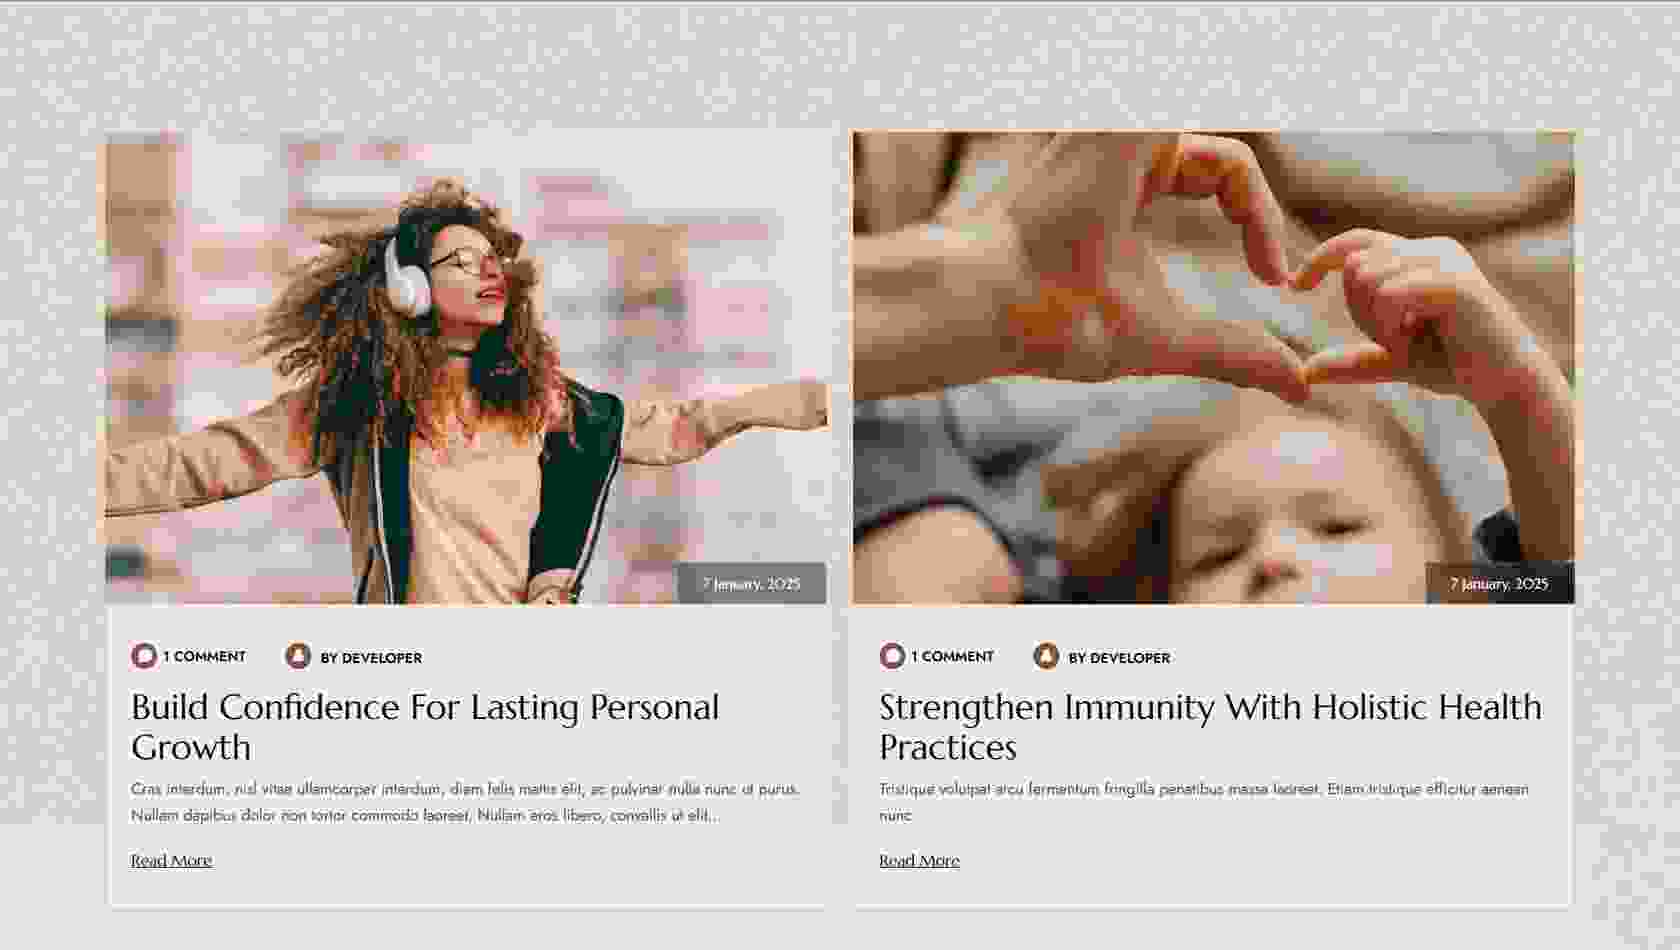 7 January, 2025
1 COMMENT BY DEVELOPER
Build Confidence For Lasting Personal
Growth
Cras interdum, nisl vitae ullamcorper interdum, diam felis mattis elit, ac pulvinar nulla nunc ut purus.
Nullam dapibus dolor non tortor commodo laoreet. Nullam eros libero, convallis ut elit...
Read More
7 January, 2025
1 COMMENT BY DEVELOPER
Strengthen Immunity With Holistic Health
Practices
Tristique volutpat arcu fermentum fringilla penatibus massa laoreet. Etiam tristique efficitur aenean
nunc
Read More